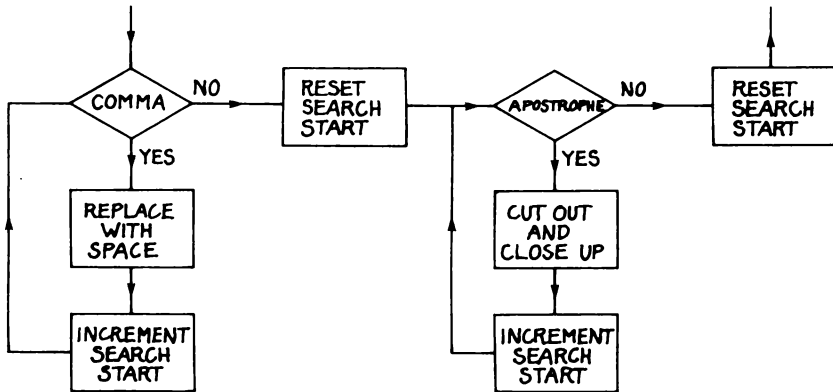 COMMA
NO
YES
REPLACE
WITH
SPACE
INCREMENT
SEARCH
START
RESET
SEARCH
START
APOSTROPHE
NO
YES
CUT OUT
AND
CLOSE UP
INCREMENT
SEARCH
START
RESET
SEARCH
START